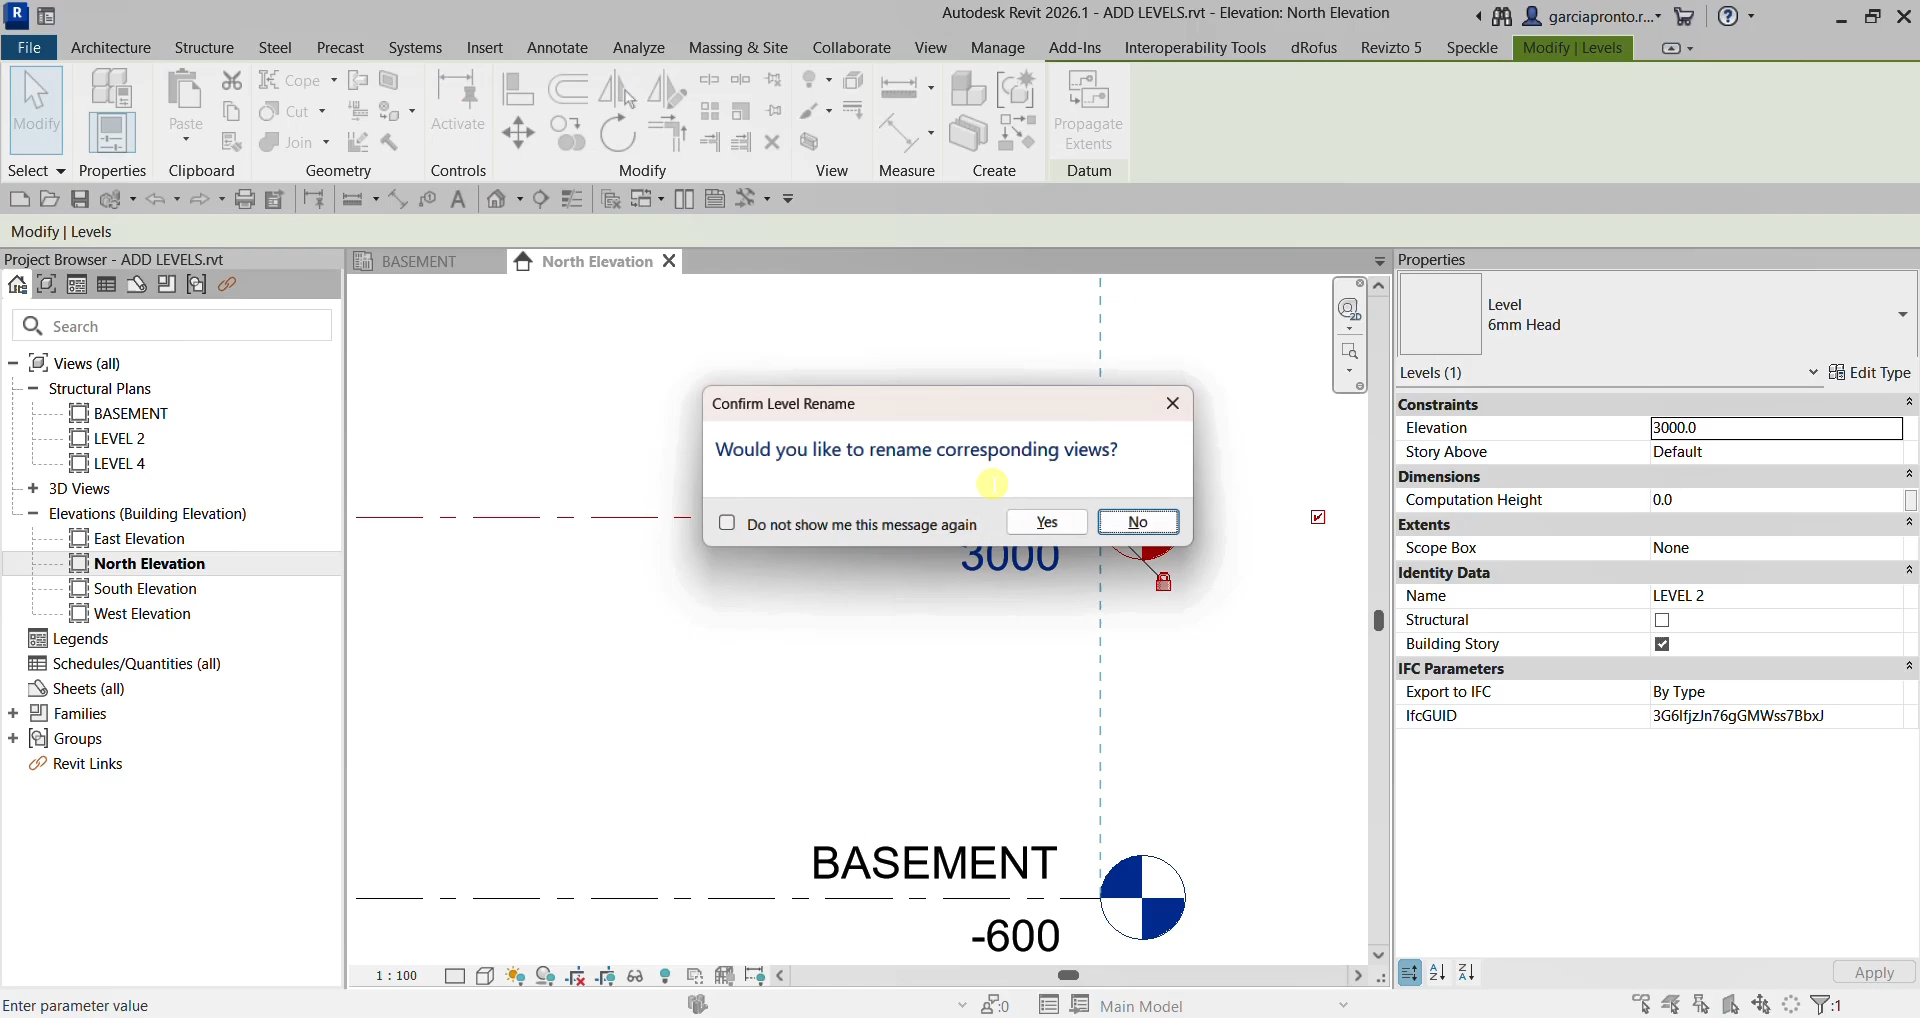 Autodesk Revit 2026.1 - ADD LEVELS.rvt - Elevation: North Elevation
garciapronto.r...
File Architecture Structure Steel Precast Systems Insert Annotate Analyze Massing & Site Collaborate View Manage Add-Ins Interoperability Tools dRofus Revizto 5 Speckle Modify | Levels
Modify
Paste
Cope
Cut
Join
Activate
Propagate
Extents
Select Properties Clipboard Geometry Controls Modify View Measure Create Datum
Modify | Levels
Project Browser - ADD LEVELS.rvt
Search
Views (all)
Structural Plans
BASEMENT
LEVEL 2
LEVEL 4
3D Views
Elevations (Building Elevation)
East Elevation
North Elevation
South Elevation
West Elevation
Legends
Schedules/Quantities (all)
Sheets (all)
Families
Groups
Revit Links
BASEMENT
North Elevation
Confirm Level Rename
Would you like to rename corresponding views?
Do not show me this message again
Yes
No
3000
BASEMENT
-600
1 : 100
Properties
Level
6mm Head
Levels (1)
Edit Type
Constraints
Elevation 3000.0
Story Above Default
Dimensions
Computation Height 0.0
Extents
Scope Box None
Identity Data
Name LEVEL 2
Structural
Building Story
IFC Parameters
Export to IFC By Type
IfcGUID 3G6lfjzJn76gGMWss7BbxJ
Apply
Enter parameter value
:0
Main Model
:1